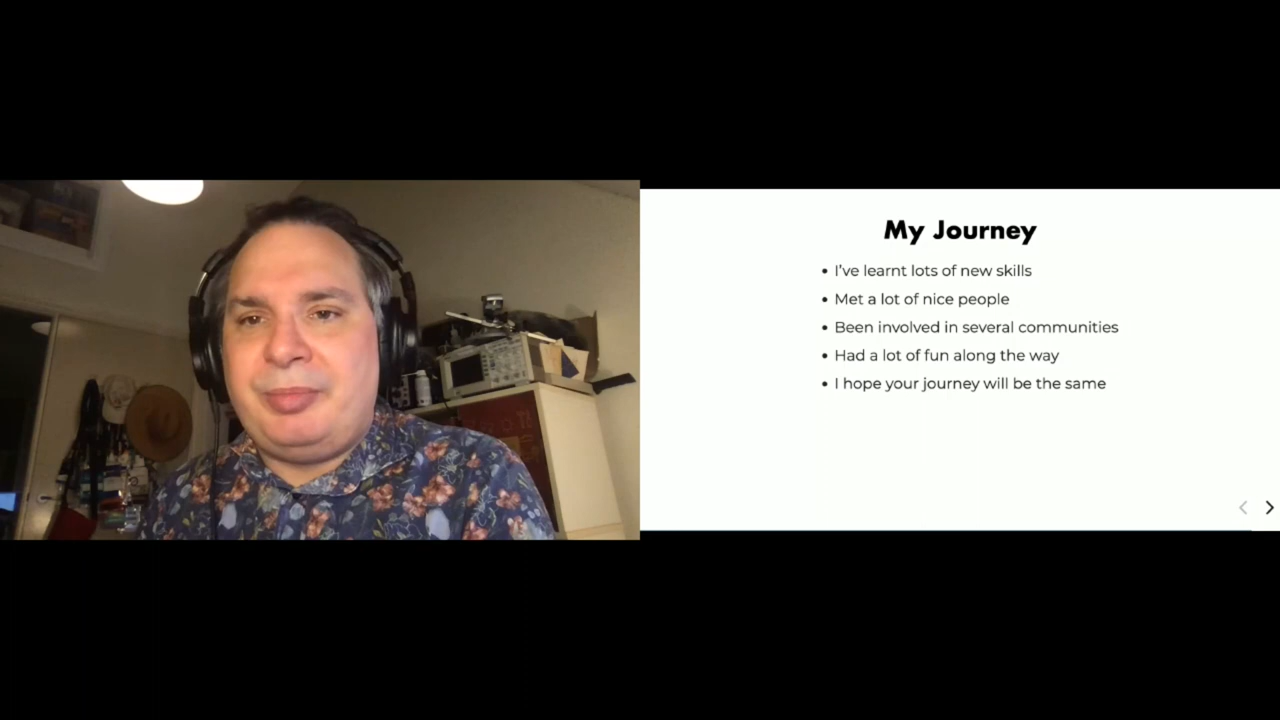 My Journey
• I've learnt lots of new skills
• Met a lot of nice people
• Been involved in several communities
• Had a lot of fun along the way
• I hope your journey will be the same